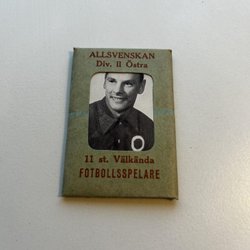 ALLSVENSKAN
Div. II Östra
11 st. Välkända
FOTBOLLSSPELARE